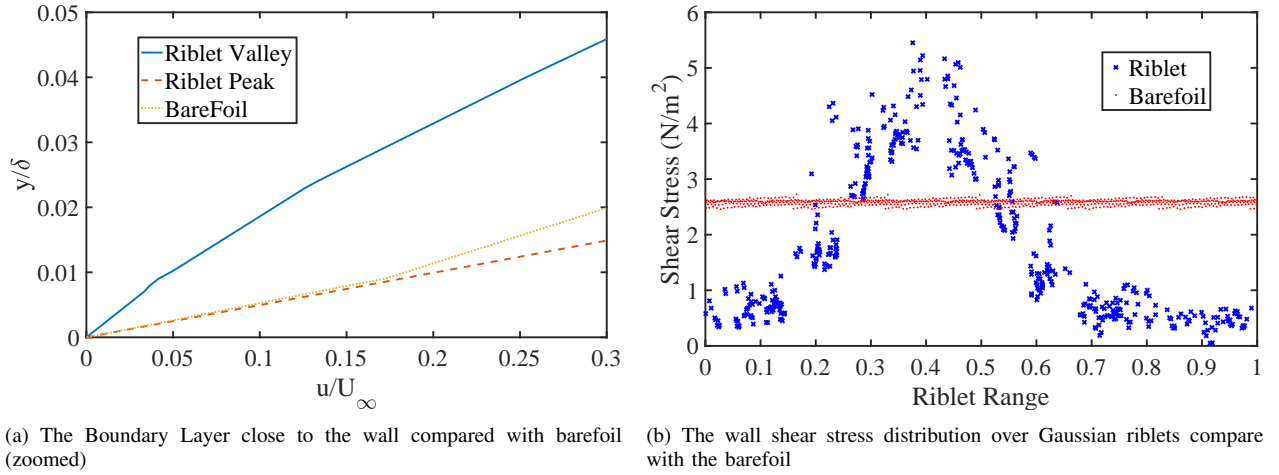 0.05
0.04
0.03
0.02
0.01
0
y/δ
Riblet Valley
Riblet Peak
BareFoil
0 0.05 0.1 0.15 0.2 0.25 0.3
u/U∞
(a) The Boundary Layer close to the wall compared with barefoil
(zoomed)
6
5
4
3
2
1
0
Shear Stress (N/m²)
Riblet
Barefoil
0 0.1 0.2 0.3 0.4 0.5 0.6 0.7 0.8 0.9 1
Riblet Range
(b) The wall shear stress distribution over Gaussian riblets compare
with the barefoil